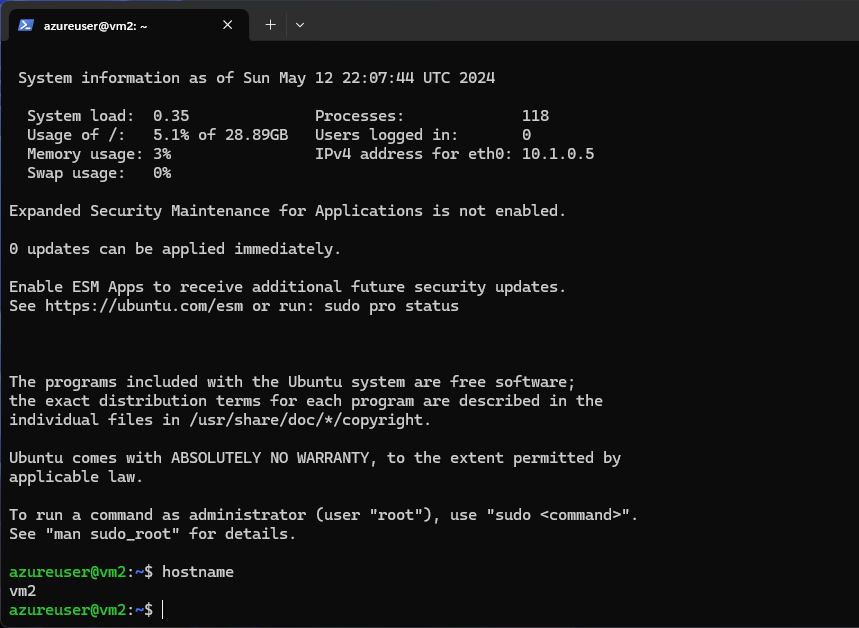 azureuser@vm2: ~
System information as of Sun May 12 22:07:44 UTC 2024
System load: 0.35 Processes: 118
Usage of /: 5.1% of 28.89GB Users logged in: 0
Memory usage: 3% IPv4 address for eth0: 10.1.0.5
Swap usage: 0%
Expanded Security Maintenance for Applications is not enabled.
0 updates can be applied immediately.
Enable ESM Apps to receive additional future security updates.
See https://ubuntu.com/esm or run: sudo pro status
The programs included with the Ubuntu system are free software;
the exact distribution terms for each program are described in the
individual files in /usr/share/doc/*/copyright.
Ubuntu comes with ABSOLUTELY NO WARRANTY, to the extent permitted by
applicable law.
To run a command as administrator (user "root"), use "sudo <command>".
See "man sudo_root" for details.
azureuser@vm2:~$ hostname
vm2
azureuser@vm2:~$